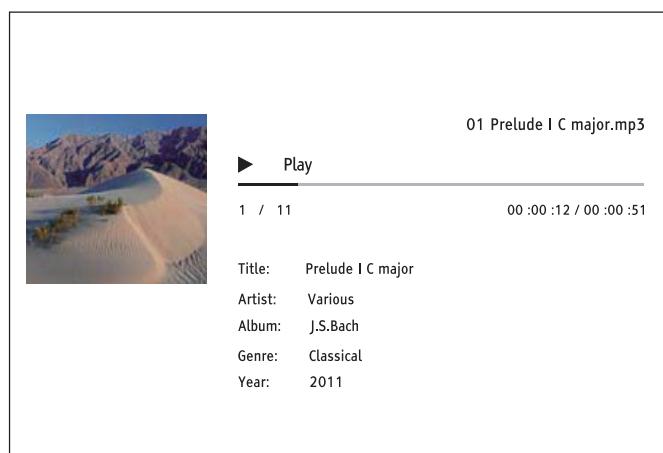 01 Prelude I C major.mp3
Play
1 / 11 00 :00 :12 / 00 :00 :51
Title: Prelude I C major
Artist: Various
Album: J.S.Bach
Genre: Classical
Year: 2011